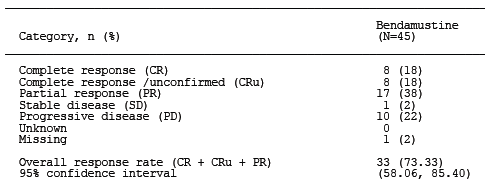 Bendamustine
Category, n (%) (N=45)
Complete response (CR) 8 (18)
Complete response /unconfirmed (CRu) 8 (18)
Partial response (PR) 17 (38)
Stable disease (SD) 1 (2)
Progressive disease (PD) 10 (22)
Unknown 0
Missing 1 (2)
Overall response rate (CR + CRu + PR) 33 (73.33)
95% confidence interval (58.06, 85.40)